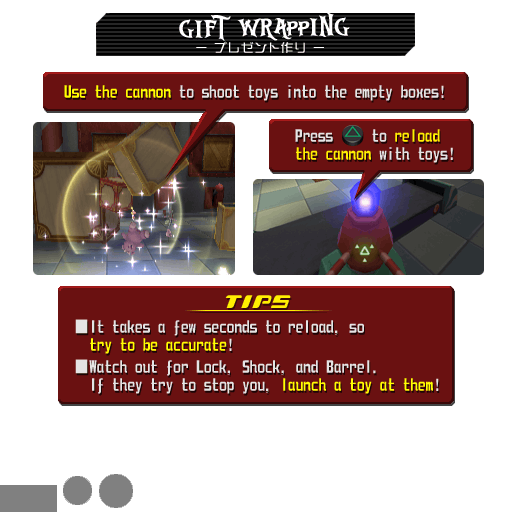 GIFT WRAPPING
— プレゼント作り —
Use the cannon to shoot toys into the empty boxes!
Press △ to reload
the cannon with toys!
TIPS
■It takes a few seconds to reload, so
try to be accurate!
■Watch out for Lock, Shock, and Barrel.
If they try to stop you, launch a toy at them!